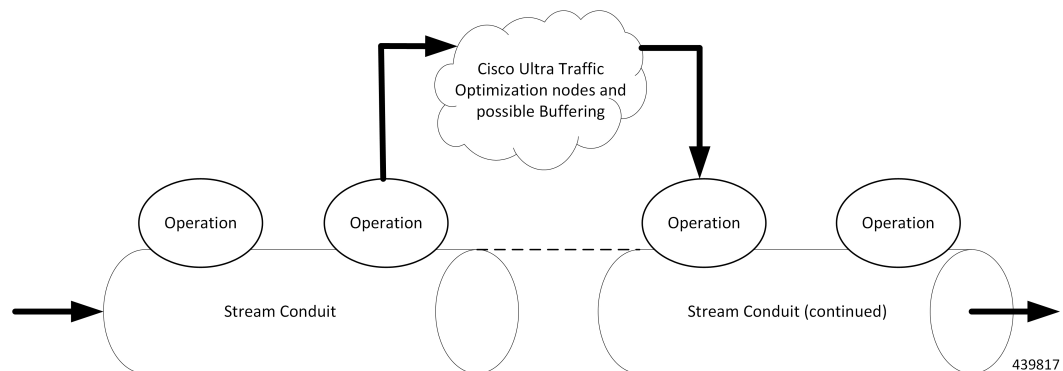 Cisco Ultra Traffic
Optimization nodes and
possible Buffering
Operation
Operation
Operation
Operation
Stream Conduit
Stream Conduit (continued)
439817